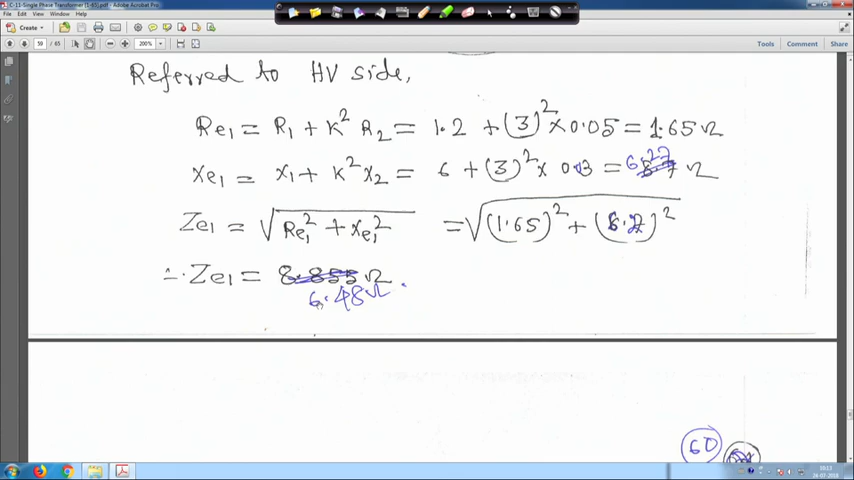 C-11-Single Phase Transformer (1-65).pdf - Adobe Acrobat Pro
File Edit View Window Help
Create
59 / 65
200%
Tools Comment Share
Referred to HV side,
Re1 = R1 + K² R2 = 1.2 + (3)² × 0.05 = 1.65 Ω
Xe1 = X1 + K² X2 = 6 + (3)² × 0.03 = 6.27 Ω
Ze1 = √(Re1² + Xe1²) = √((1.65)² + (6.27)²)
∴ Ze1 = 8.855 Ω
6.48 Ω.
60